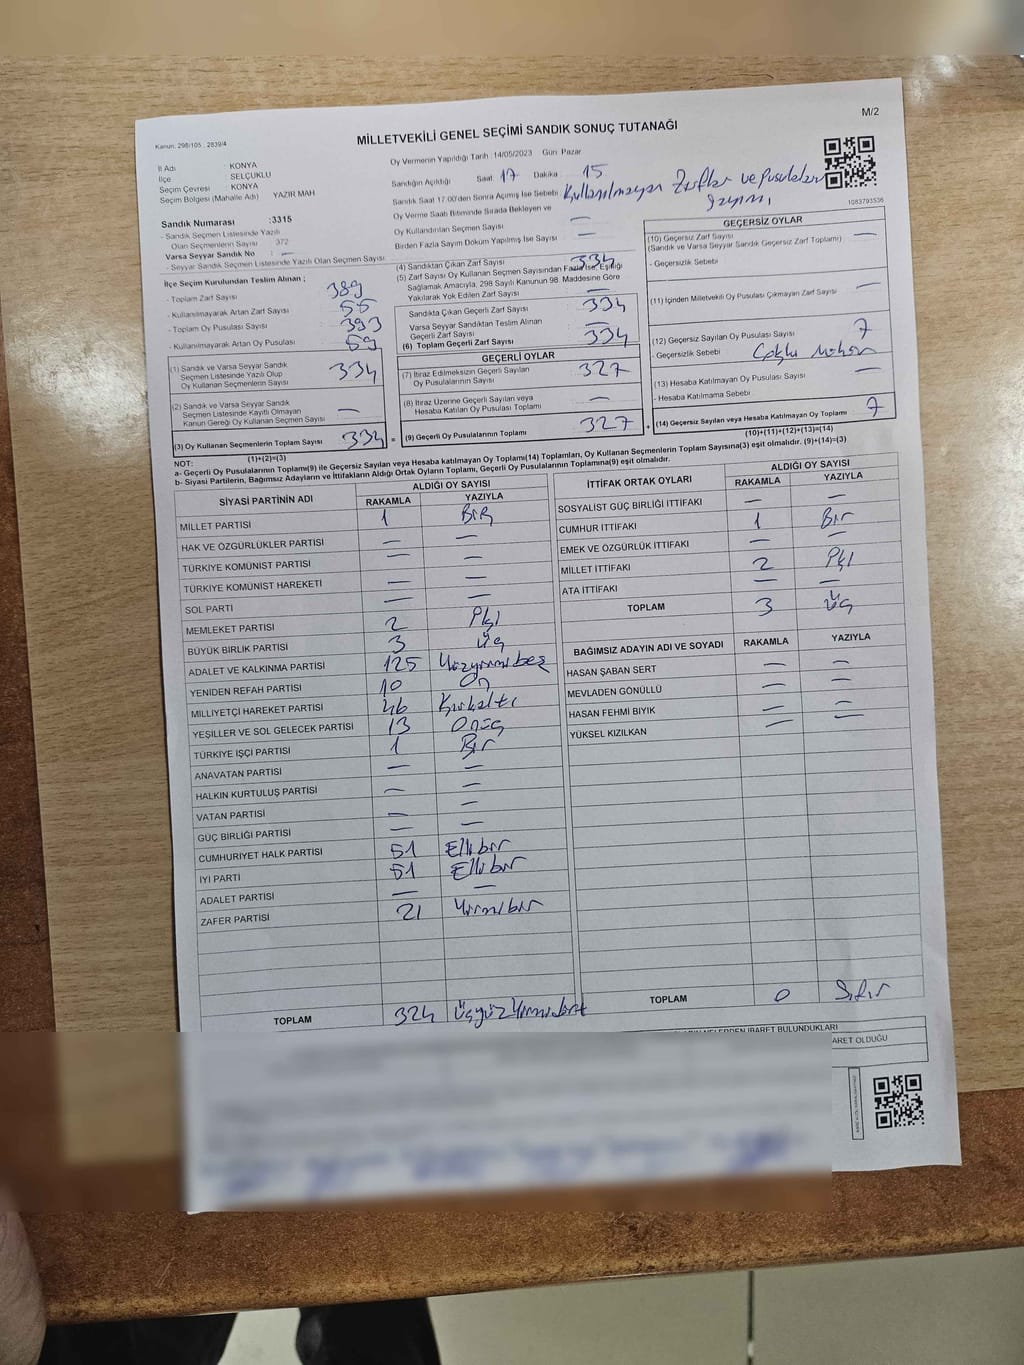 M/2
Kanun. 298/105 . 2839/4
MİLLETVEKİLİ GENEL SEÇİMİ SANDIK SONUÇ TUTANAĞI
İl Adı : KONYA
İlçe : SELÇUKLU
Seçim Çevresi : KONYA
Seçim Bölgesi (Mahalle Adı) YAZIR MAH.
Oy Vermenin Yapıldığı Tarih :14/05/2023 Gün: Pazar
Sandığın Açıldığı Saat 17 Dakika 15
Sandık Saat 17.00'den Sonra Açımış İse Sebebi Kullanılmayan Zarflar ve Pusulaların Sayımı
Oy Verme Saati Bitiminde Sırada Bekleyen ve
Oy Kullandırılan Seçmen Sayısı —
Birden Fazla Sayım Döküm Yapılmış İse Sayısı —
1083793536
Sandık Numarası :3315
- Sandık Seçmen Listesinde Yazılı
Olan Seçmenlerin Sayısı 372
Varsa Seyyar Sandık No : —
- Seyyar Sandık Seçmen Listesinde Yazılı Olan Seçmen Sayısı
İlçe Seçim Kurulundan Teslim Alınan ;
- Toplam Zarf Sayısı 389
- Kullanılmayarak Artan Zarf Sayısı 55
- Toplam Oy Pusulası Sayısı 393
- Kullanılmayarak Artan Oy Pusulası 59
(1) Sandık ve Varsa Seyyar Sandık
Seçmen Listesinde Yazılı Olup
Oy Kullanan Seçmenlerin Sayısı 334
(2) Sandık ve Varsa Seyyar Sandık
Seçmen Listesinde Kayıtlı Olmayan
Kanun Gereği Oy Kullanan Seçmen Sayısı —
(3) Oy Kullanan Seçmenlerin Toplam Sayısı 334 =
(1)+(2)=(3)
(4) Sandıktan Çıkan Zarf Sayısı 334
(5) Zarf Sayısı Oy Kullanan Seçmen Sayısından Fazla ise, Eşitliği
Sağlamak Amacıyla, 298 Sayılı Kanunun 98. Maddesine Göre
Yakılarak Yok Edilen Zarf Sayısı —
Sandıkta Çıkan Geçerli Zarf Sayısı 334
Varsa Seyyar Sandıktan Teslim Alınan
Geçerli Zarf Sayısı —
(6) Toplam Geçerli Zarf Sayısı 334
GEÇERLİ OYLAR
(7) İtiraz Edilmeksizin Geçerli Sayılan
Oy Pusulalarının Sayısı 327
(8) İtiraz Üzerine Geçerli Sayılan veya
Hesaba Katılan Oy Pusulası Toplamı —
(9) Geçerli Oy Pusulalarının Toplamı 327 +
GEÇERSİZ OYLAR
(10) Geçersiz Zarf Sayısı —
(Sandık ve Varsa Seyyar Sandık Geçersiz Zarf Toplamı)
- Geçersizlik Sebebi
(11) İçinden Milletvekili Oy Pusulası Çıkmayan Zarf Sayısı —
(12) Geçersiz Sayılan Oy Pusulası Sayısı 7
- Geçersizlik Sebebi Çoklu Mühür
(13) Hesaba Katılmayan Oy Pusulası Sayısı —
- Hesaba Katılmama Sebebi
(14) Geçersiz Sayılan veya Hesaba Katılmayan Oy Toplamı 7
(10)+(11)+(12)+(13)=(14)
NOT:
a- Geçerli Oy Pusulalarının Toplamı(9) ile Geçersiz Sayılan veya Hesaba Katılmayan Oy Toplamı(14) Toplamları, Oy Kullanan Seçmenlerin Toplam Sayısına(3) eşit olmalıdır. (9)+(14)=(3)
b- Siyasi Partilerin, Bağımsız Adayların ve İttifakların Aldığı Ortak Oyların Toplamı, Geçerli Oy Pusulalarının Toplamına(9) eşit olmalıdır.
SİYASİ PARTİNİN ADI ALDIĞI OY SAYISI
RAKAMLA YAZIYLA
MİLLET PARTİSİ 1 Bir
HAK VE ÖZGÜRLÜKLER PARTİSİ — —
TÜRKİYE KOMÜNİST PARTİSİ — —
TÜRKİYE KOMÜNİST HAREKETİ — —
SOL PARTİ — —
MEMLEKET PARTİSİ 2 İki
BÜYÜK BİRLİK PARTİSİ 3 Üç
ADALET VE KALKINMA PARTİSİ 125 Yüzyirmibeş
YENİDEN REFAH PARTİSİ 10 On
MİLLİYETÇİ HAREKET PARTİSİ 46 Kırkaltı
YEŞİLLER VE SOL GELECEK PARTİSİ 13 Onüç
TÜRKİYE İŞÇİ PARTİSİ 1 Bir
ANAVATAN PARTİSİ — —
HALKIN KURTULUŞ PARTİSİ — —
VATAN PARTİSİ — —
GÜÇ BİRLİĞİ PARTİSİ — —
CUMHURİYET HALK PARTİSİ 51 Ellibir
İYİ PARTİ 51 Ellibir
ADALET PARTİSİ — —
ZAFER PARTİSİ 21 Yirmibir
TOPLAM 324 Üçyüzyirmidört
İTTİFAK ORTAK OYLARI ALDIĞI OY SAYISI
RAKAMLA YAZIYLA
SOSYALİST GÜÇ BİRLİĞİ İTTİFAKI — —
CUMHUR İTTİFAKI 1 Bir
EMEK VE ÖZGÜRLÜK İTTİFAKI — —
MİLLET İTTİFAKI 2 İki
ATA İTTİFAKI — —
TOPLAM 3 Üç
BAĞIMSIZ ADAYIN ADI VE SOYADI RAKAMLA YAZIYLA
HASAN ŞABAN SERT — —
MEVLADEN GÖNÜLLÜ — —
HASAN FEHMİ BIYIK — —
YÜKSEL KIZILKAN — —
TOPLAM 0 Sıfır
NELERDEN İBARET BULUNDUKLARI
ARET OLDUĞU